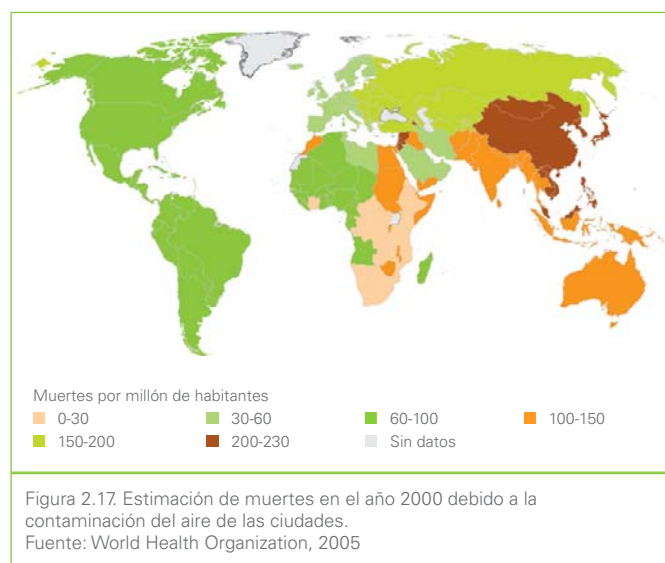 Muertes por millón de habitantes
0-30 30-60 60-100 100-150
150-200 200-230 Sin datos
Figura 2.17. Estimación de muertes en el año 2000 debido a la
contaminación del aire de las ciudades.
Fuente: World Health Organization, 2005